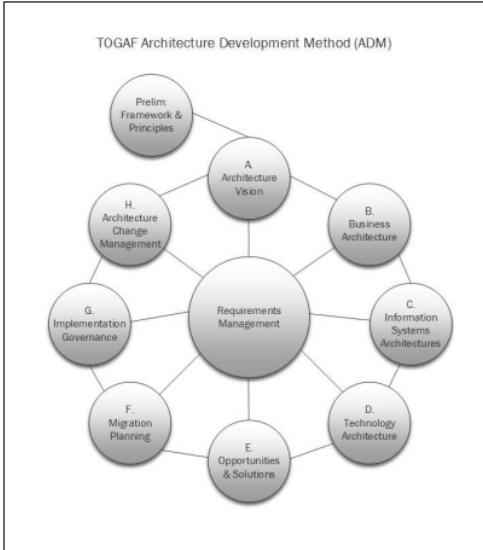 TOGAF Architecture Development Method (ADM)
Prelim:
Framework &
Principles
A.
Architecture
Vision
H.
Architecture
Change
Management
B.
Business
Architecture
G.
Implementation
Governance
Requirements
Management
C.
Information
Systems
Architectures
F.
Migration
Planning
D.
Technology
Architecture
E.
Opportunities
& Solutions